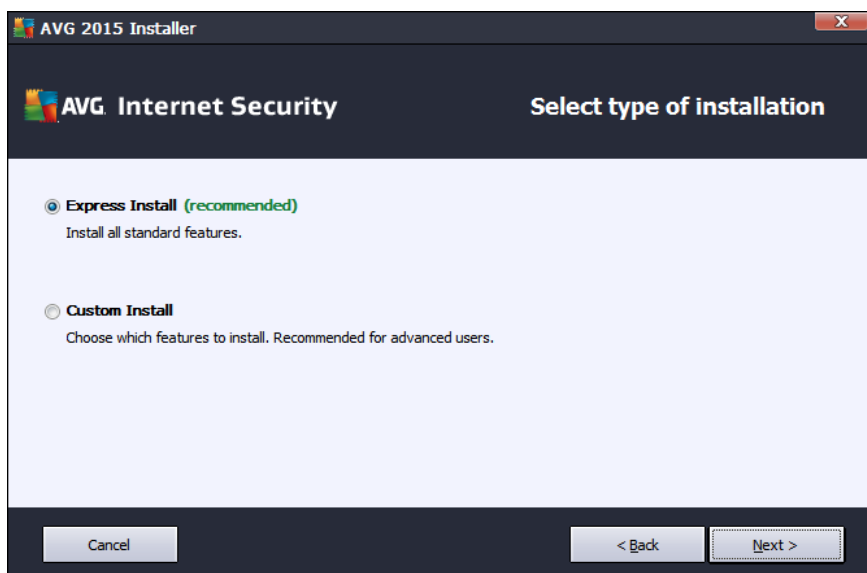 AVG 2015 Installer
X
AVG. Internet Security
Select type of installation
Express Install (recommended)
Install all standard features.
Custom Install
Choose which features to install. Recommended for advanced users.
Cancel
< Back
Next >